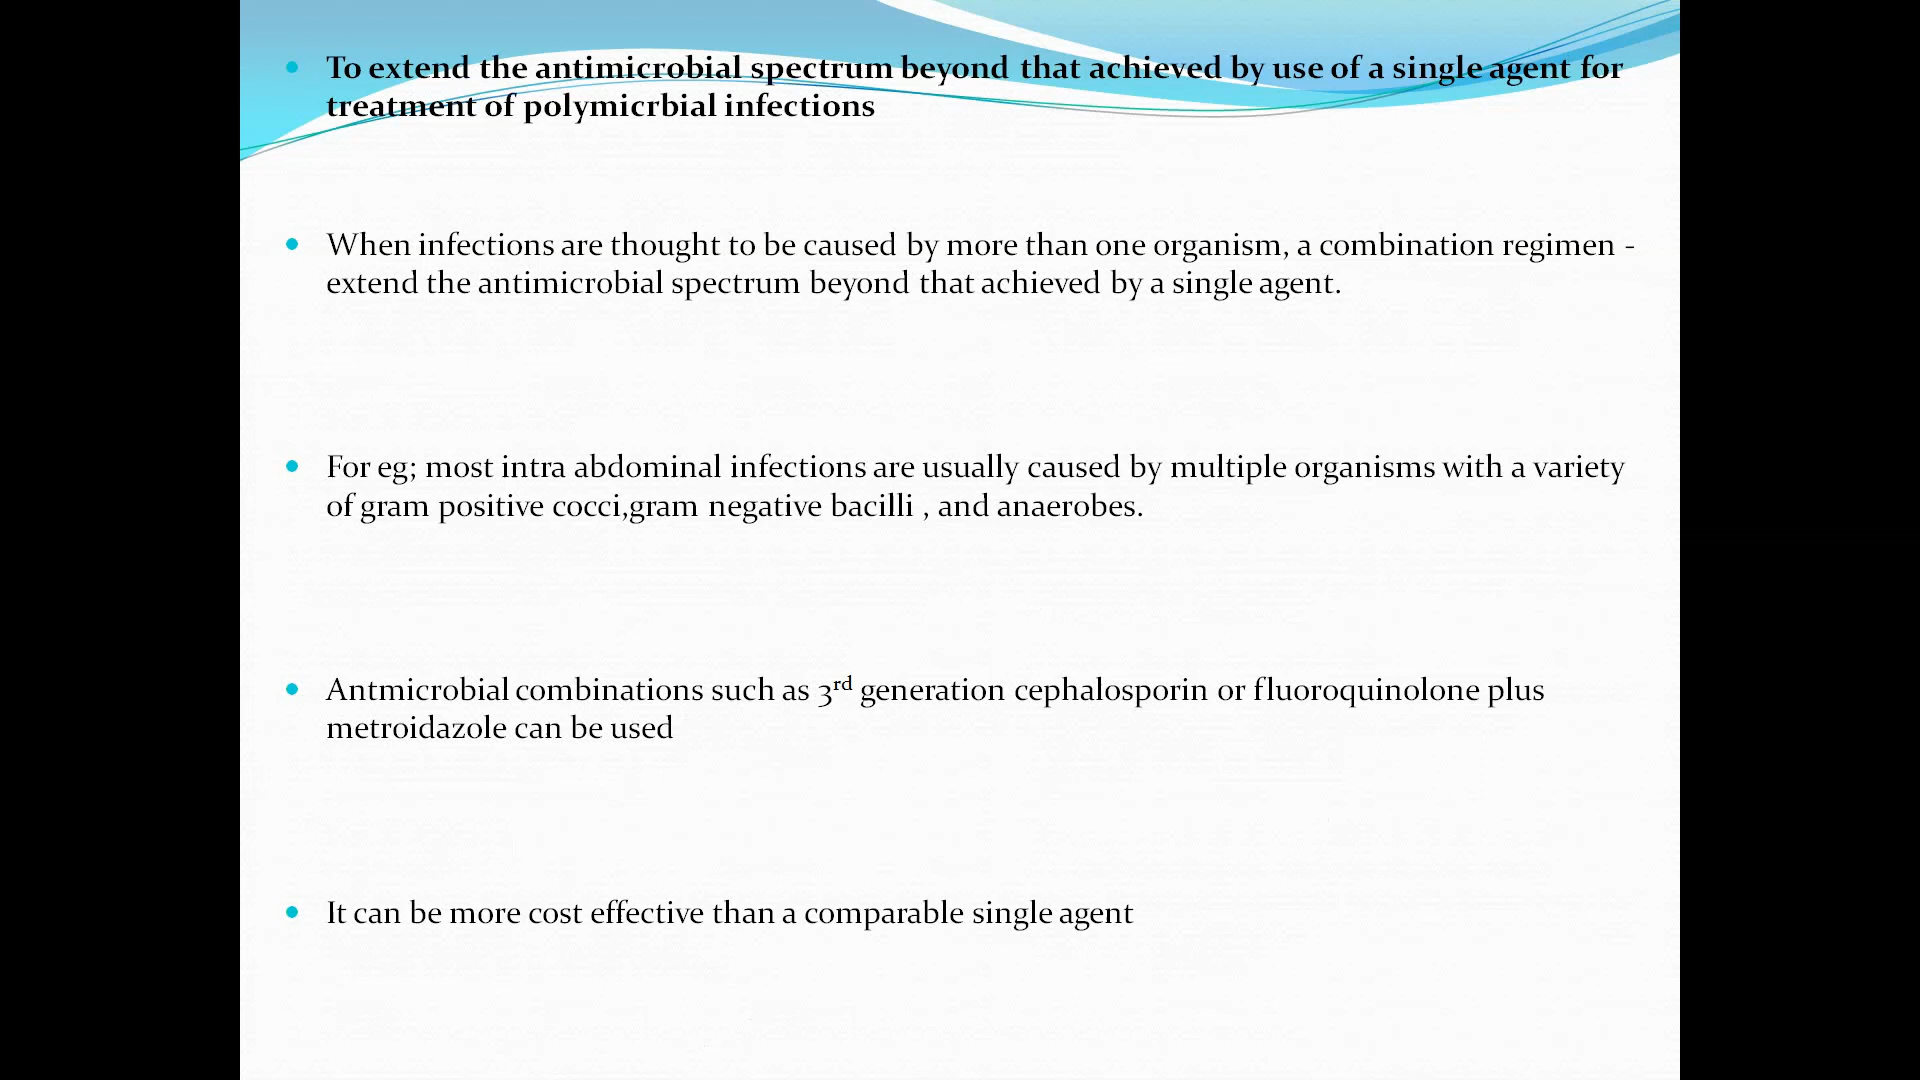 To extend the antimicrobial spectrum beyond that achieved by use of a single agent for
treatment of polymicrbial infections
When infections are thought to be caused by more than one organism, a combination regimen -
extend the antimicrobial spectrum beyond that achieved by a single agent.
For eg; most intra abdominal infections are usually caused by multiple organisms with a variety
of gram positive cocci,gram negative bacilli , and anaerobes.
Antmicrobial combinations such as 3rd generation cephalosporin or fluoroquinolone plus
metroidazole can be used
It can be more cost effective than a comparable single agent